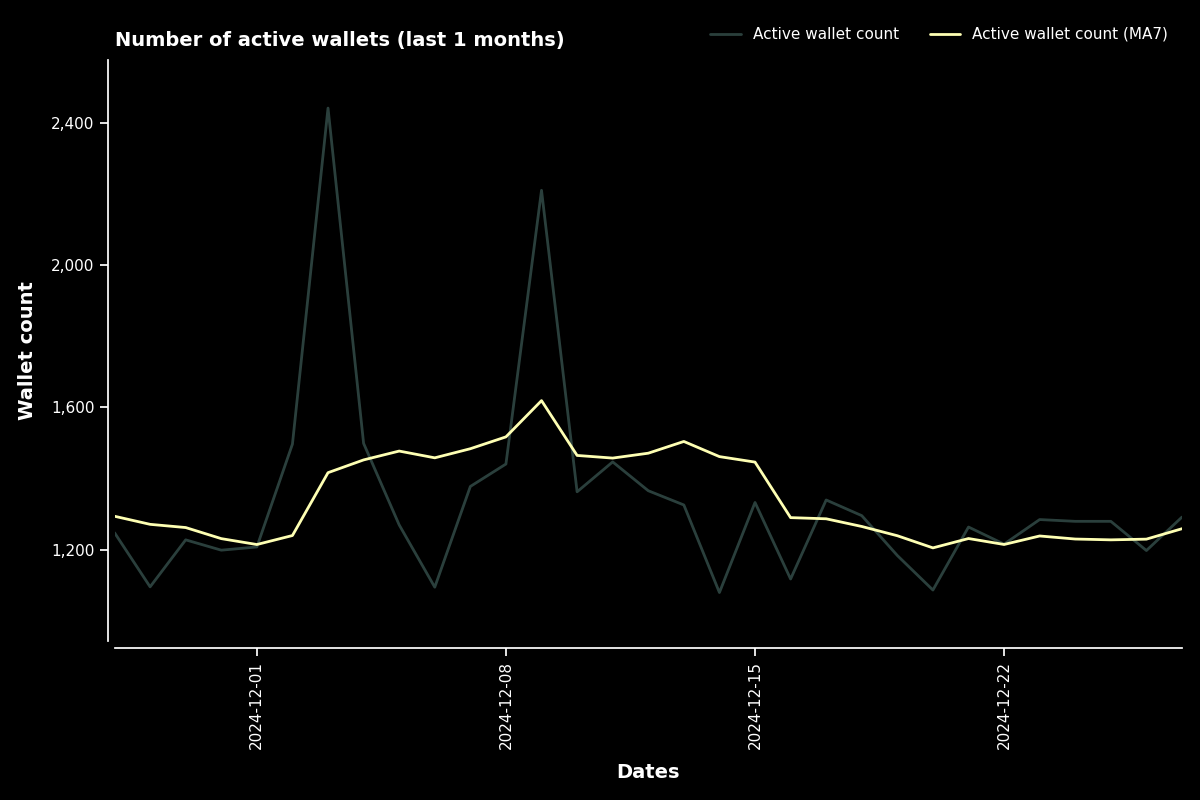 Number of active wallets (last 1 months)
Active wallet count
Active wallet count (MA7)
2,400
2,000
1,600
1,200
Wallet count
2024-12-01
2024-12-08
2024-12-15
2024-12-22
Dates